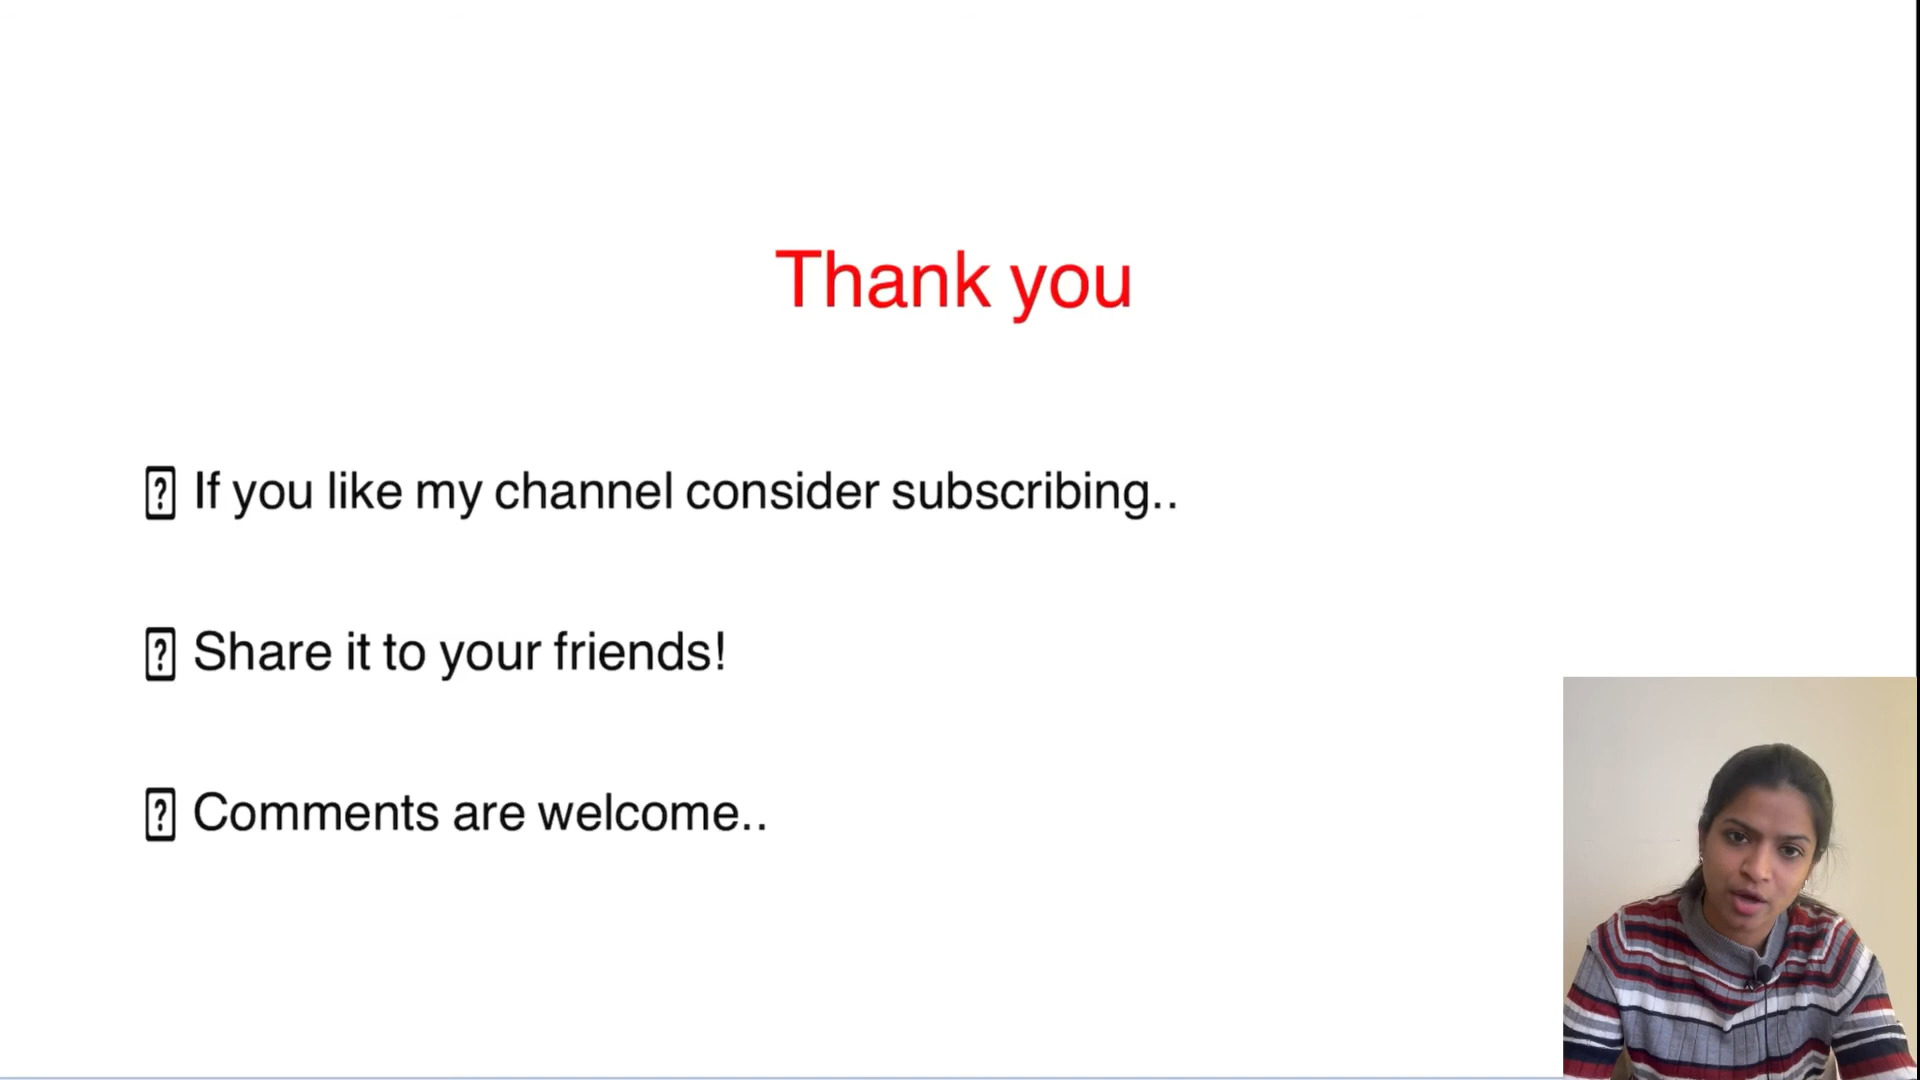 Thank you
⍰ If you like my channel consider subscribing..
⍰ Share it to your friends!
⍰ Comments are welcome..